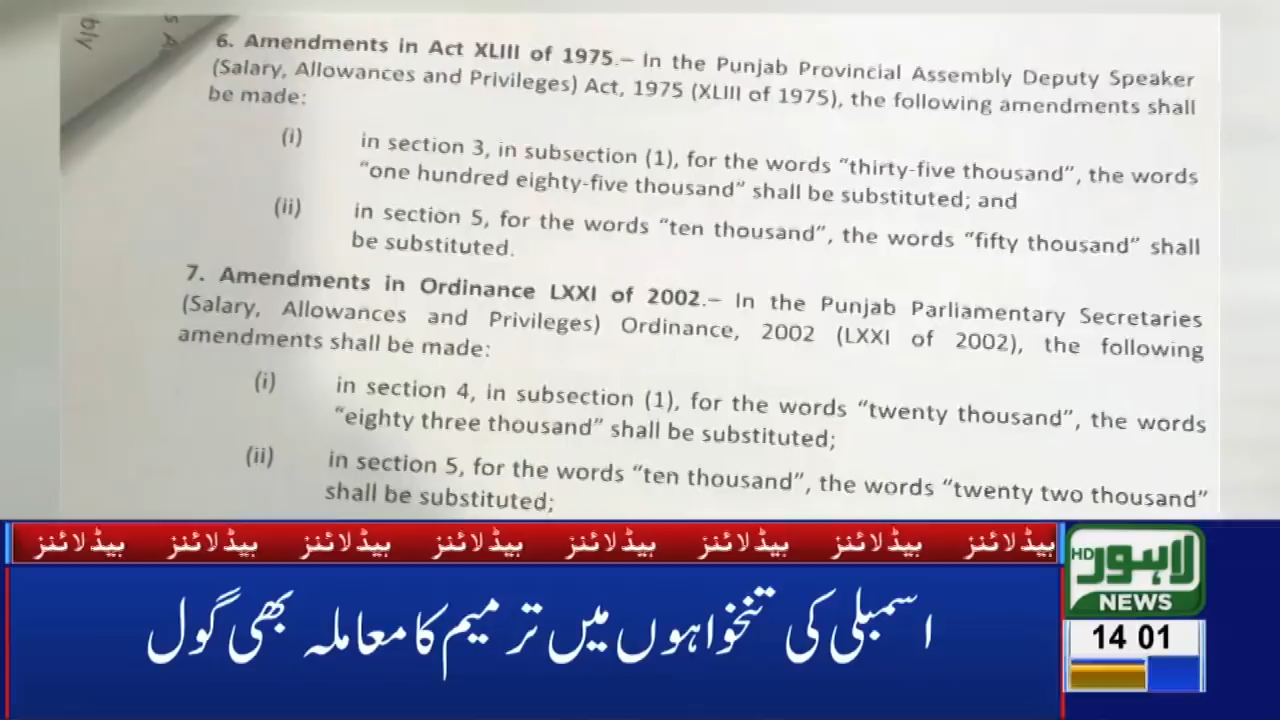 bly
s A
6. Amendments in Act XLIII of 1975.– In the Punjab Provincial Assembly Deputy Speaker
(Salary, Allowances and Privileges) Act, 1975 (XLIII of 1975), the following amendments shall
be made:
(i) in section 3, in subsection (1), for the words “thirty-five thousand”, the words
“one hundred eighty-five thousand” shall be substituted; and
(ii) in section 5, for the words “ten thousand”, the words “fifty thousand” shall
be substituted.
7. Amendments in Ordinance LXXI of 2002.– In the Punjab Parliamentary Secretaries
(Salary, Allowances and Privileges) Ordinance, 2002 (LXXI of 2002), the following
amendments shall be made:
(i) in section 4, in subsection (1), for the words “twenty thousand”, the words
“eighty three thousand” shall be substituted;
(ii) in section 5, for the words “ten thousand”, the words “twenty two thousand”
shall be substituted;
ہیڈلائنز ہیڈلائنز ہیڈلائنز ہیڈلائنز ہیڈلائنز ہیڈلائنز ہیڈلائنز ہیڈلائنز
اسمبلی کی تنخواہوں میں ترمیم کا معاملہ بھی گول
لاہور HD
NEWS
14 01